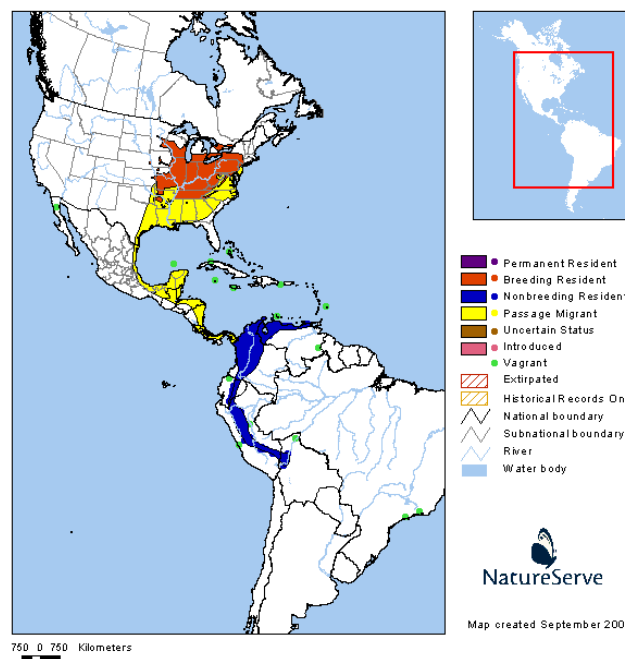 Permanent Resident
Breeding Resident
Nonbreeding Resident
Passage Migrant
Uncertain Status
Introduced
Vagrant
Extirpated
Historical Records On
National boundary
Subnational boundary
River
Water body
NatureServe
Map created September 200
750 0 750 Kilometers